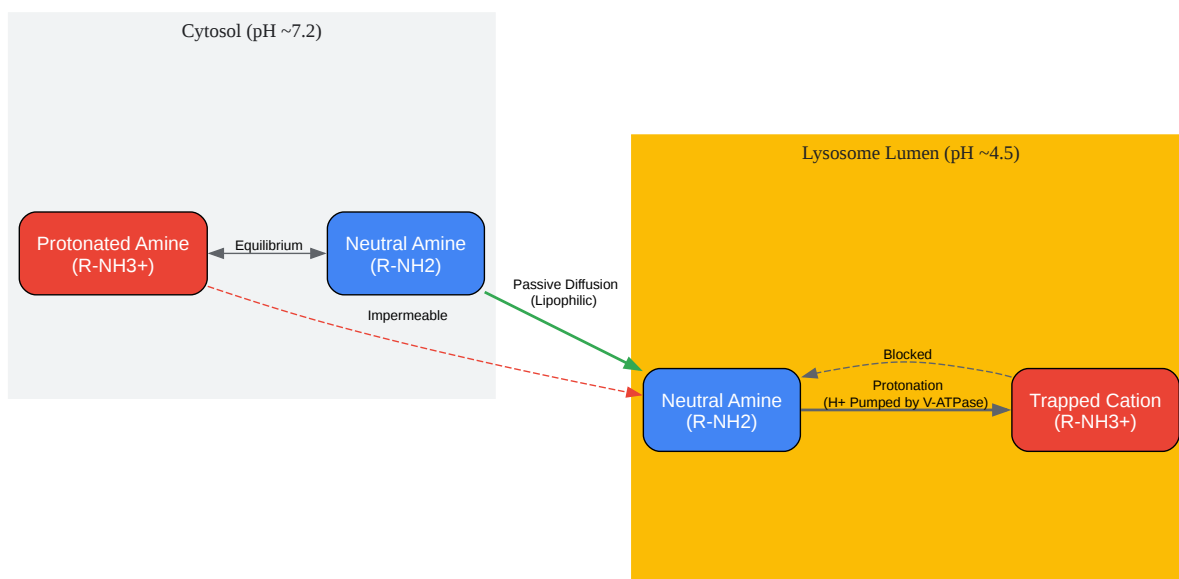 Cytosol (pH ~7.2)
Protonated Amine
(R-NH3+)
Equilibrium
Neutral Amine
(R-NH2)
Impermeable
Passive Diffusion
(Lipophilic)
Lysosome Lumen (pH ~4.5)
Neutral Amine
(R-NH2)
Blocked
Protonation
(H+ Pumped by V-ATPase)
Trapped Cation
(R-NH3+)